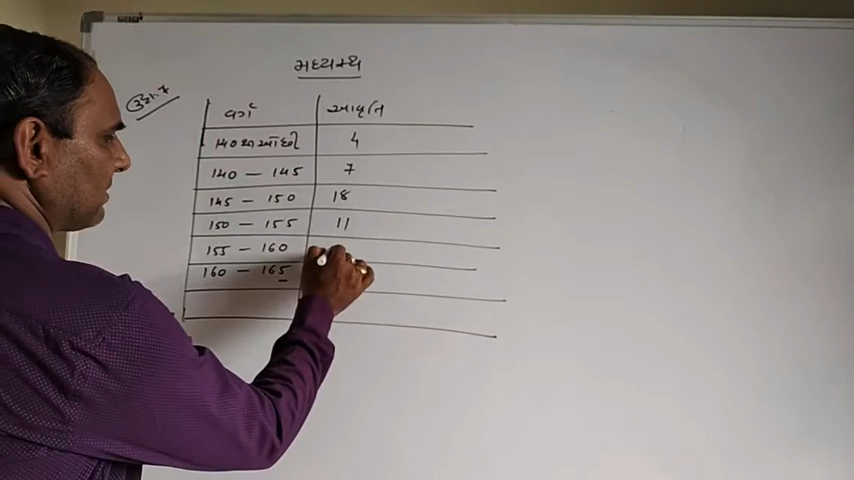 મધ્યસ્થ
ઉદા.7
વર્ગ આવૃત્તિ
140 થી ઓછી 4
140 — 145 7
145 — 150 18
150 — 155 11
155 — 160
160 — 165